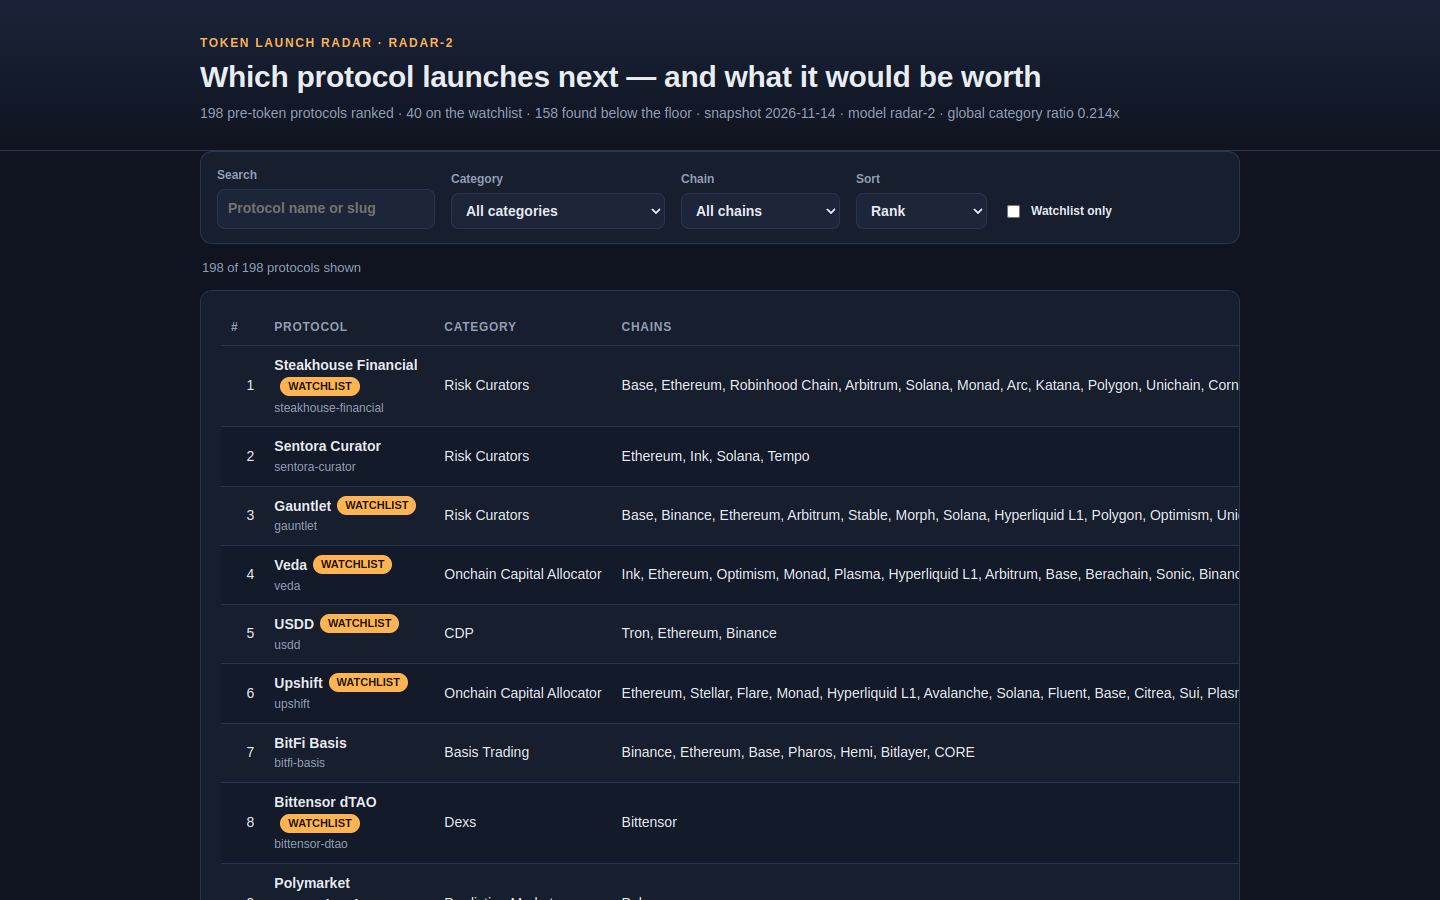 TOKEN LAUNCH RADAR · RADAR-2
Which protocol launches next — and what it would be worth
198 pre-token protocols ranked · 40 on the watchlist · 158 found below the floor · snapshot 2026-11-14 · model radar-2 · global category ratio 0.214x
Search
Category
Chain
Sort
Protocol name or slug
All categories
All chains
Rank
Watchlist only
198 of 198 protocols shown
# PROTOCOL CATEGORY CHAINS
Steakhouse Financial
1 WATCHLIST Risk Curators Base, Ethereum, Robinhood Chain, Arbitrum, Solana, Monad, Arc, Katana, Polygon, Unichain, Corn
steakhouse-financial
Sentora Curator
2 Risk Curators Ethereum, Ink, Solana, Tempo
sentora-curator
Gauntlet WATCHLIST
3 Risk Curators Base, Binance, Ethereum, Arbitrum, Stable, Morph, Solana, Hyperliquid L1, Polygon, Optimism, Uni
gauntlet
Veda WATCHLIST
4 Onchain Capital Allocator Ink, Ethereum, Optimism, Monad, Plasma, Hyperliquid L1, Arbitrum, Base, Berachain, Sonic, Binanc
veda
USDD WATCHLIST
5 CDP Tron, Ethereum, Binance
usdd
Upshift WATCHLIST
6 Onchain Capital Allocator Ethereum, Stellar, Flare, Monad, Hyperliquid L1, Avalanche, Solana, Fluent, Base, Citrea, Sui, Plasm
upshift
BitFi Basis
7 Basis Trading Binance, Ethereum, Base, Pharos, Hemi, Bitlayer, CORE
bitfi-basis
Bittensor dTAO
8 WATCHLIST Dexs Bittensor
bittensor-dtao
Polymarket